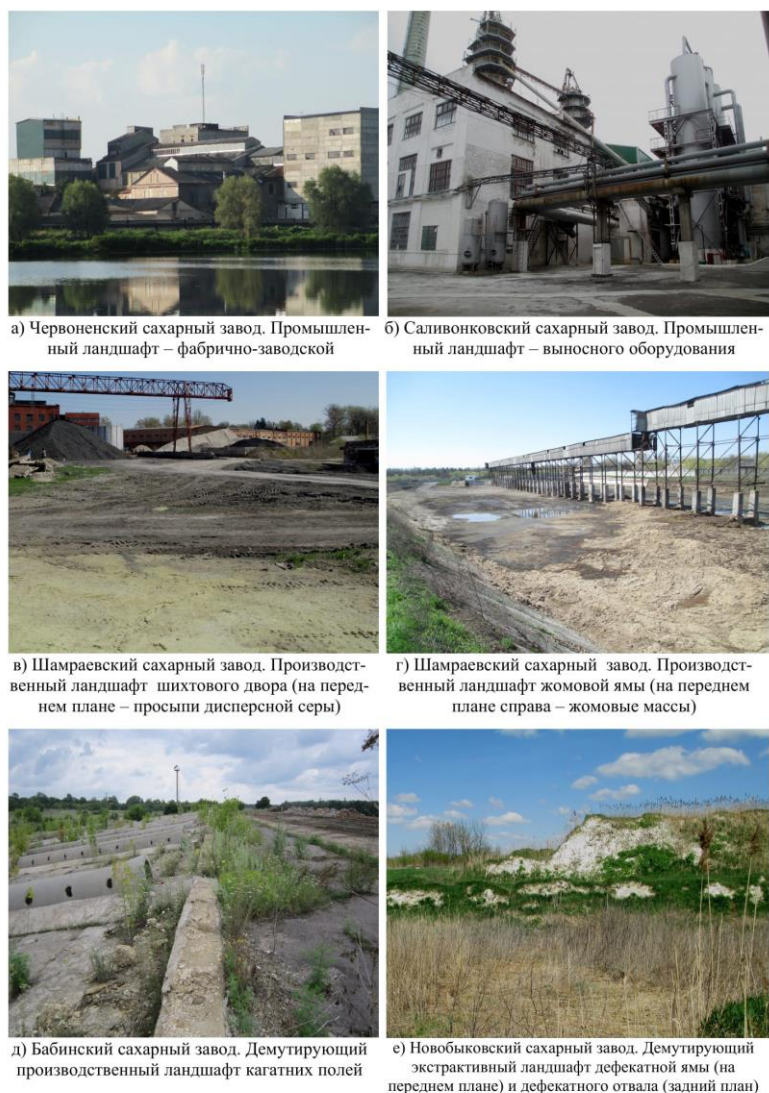 а) Червоненский сахарный завод. Промышлен-
ный ландшафт – фабрично-заводской
б) Саливонковский сахарный завод. Промышлен-
ный ландшафт – выносного оборудования
в) Шамраевский сахарный завод. Производст-
венный ландшафт шихтового двора (на перед-
нем плане – просыпи дисперсной серы)
г) Шамраевский сахарный завод. Производст-
венный ландшафт жомовой ямы (на переднем
плане справа – жомовые массы)
д) Бабинский сахарный завод. Демутирующий
производственный ландшафт кагатных полей
е) Новобыковский сахарный завод. Демутирующий
экстрактивный ландшафт дефекатной ямы (на
переднем плане) и дефекатного отвала (задний план)